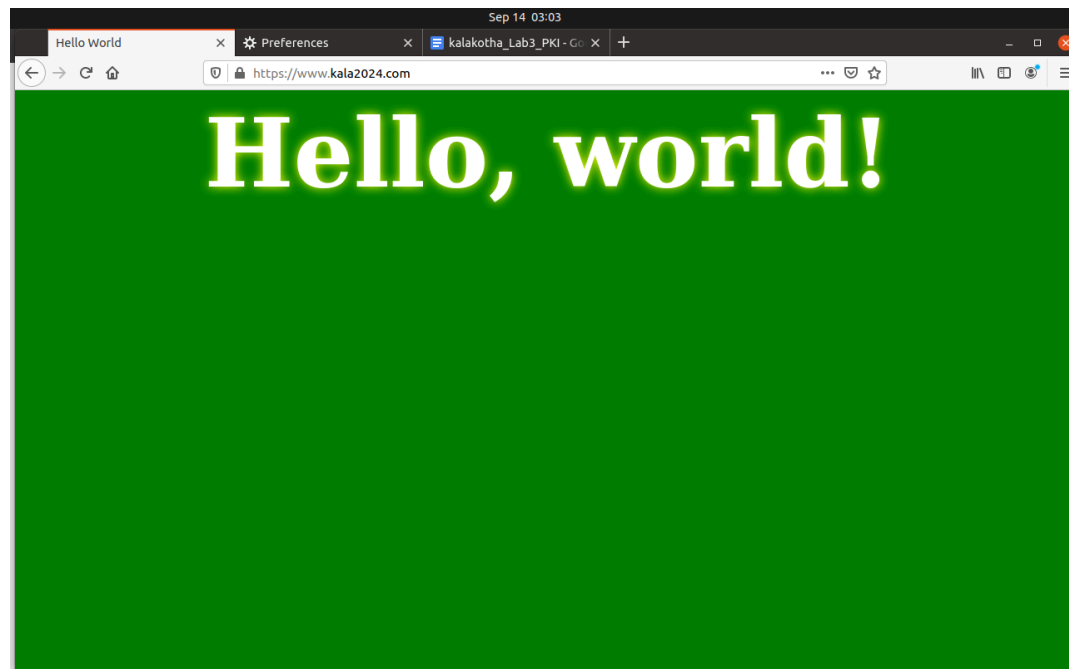 Sep 14 03:03
Hello World
Preferences
kalakotha_Lab3_PKI - Go
https://www.kala2024.com
Hello, world!